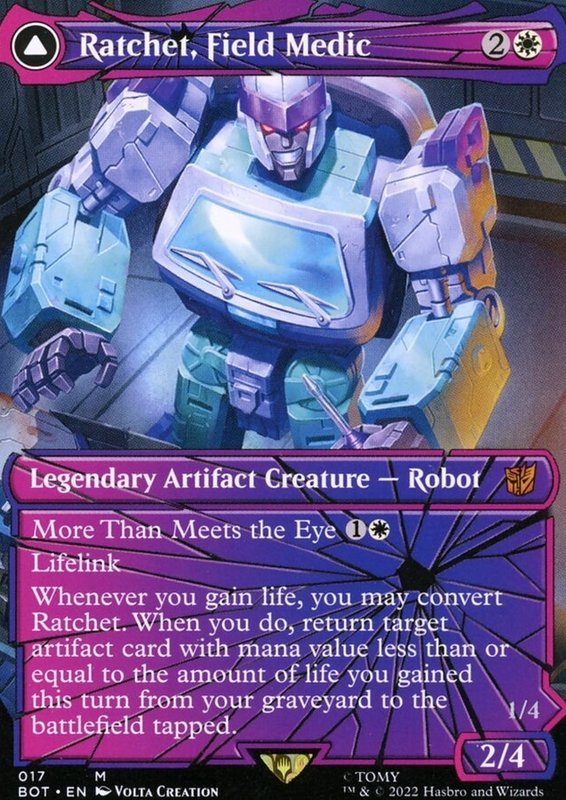 Ratchet, Field Medic 2
Legendary Artifact Creature — Robot
More Than Meets the Eye 1
Lifelink
Whenever you gain life, you may convert
Ratchet. When you do, return target
artifact card with mana value less than or
equal to the amount of life you gained
this turn from your graveyard to the
battlefield tapped.
1/4
2/4
017 M
BOT • EN VOLTA CREATION
© TOMY
™ & © 2022 Hasbro and Wizards